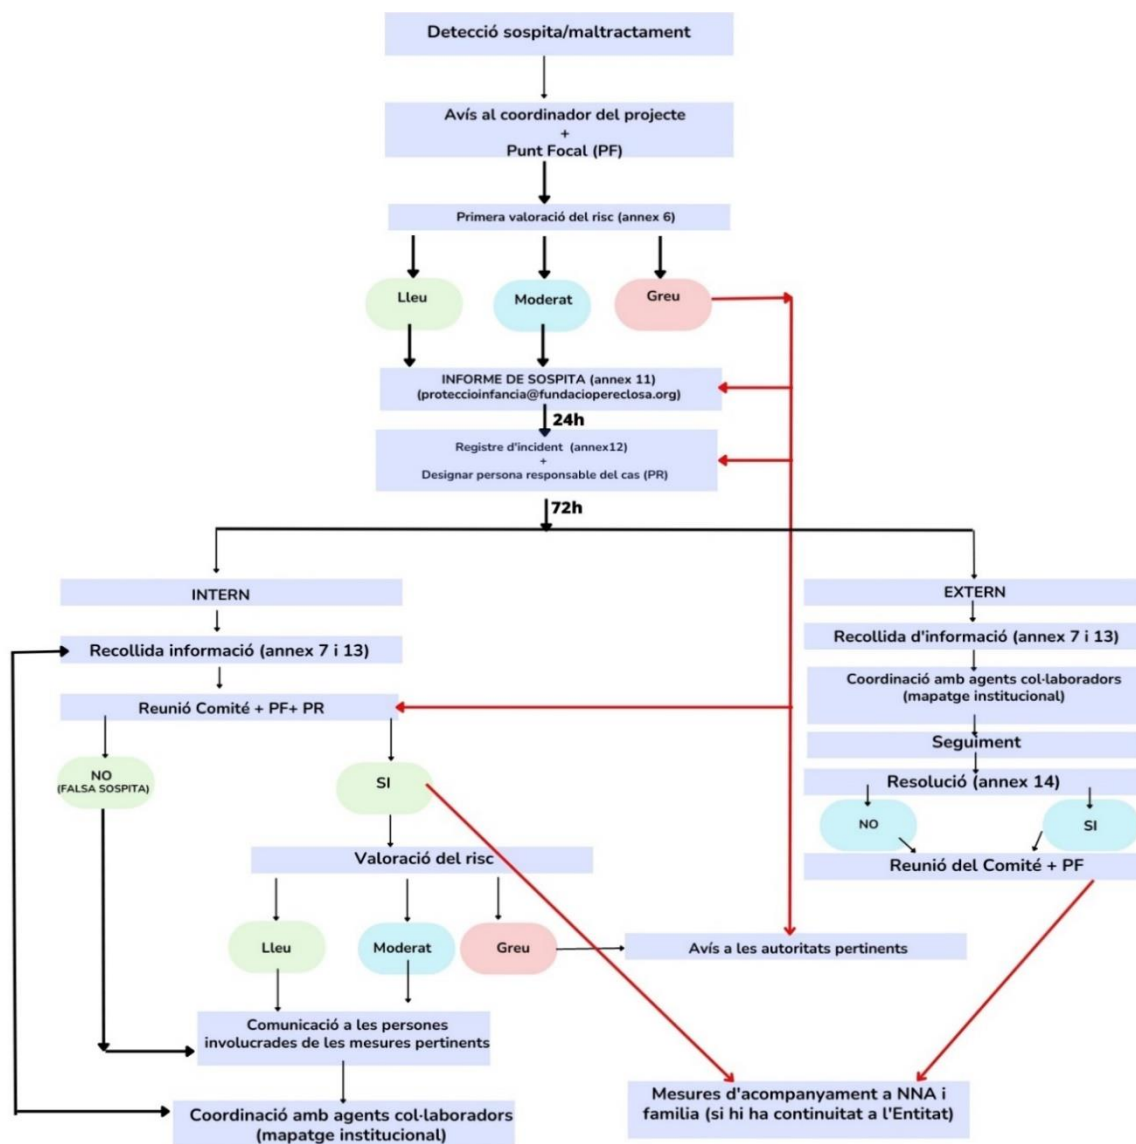 Detecció sospita/maltractament
Avís al coordinador del projecte
+
Punt Focal (PF)
Primera valoració del risc (annex 6)
Lleu
Moderat
Greu
INFORME DE SOSPITA (annex 11)
(proteccioinfancia@fundaciopereclosa.org)
24h
Registre d'incident (annex12)
+
Designar persona responsable del cas (PR)
72h
INTERN
Recollida informació (annex 7 i 13)
Reunió Comité + PF+ PR
NO
(FALSA SOSPITA)
SI
Valoració del risc
Lleu
Moderat
Greu
Comunicació a les persones
involucrades de les mesures pertinents
Coordinació amb agents col·laboradors
(mapatge institucional)
EXTERN
Recollida d'informació (annex 7 i 13)
Coordinació amb agents col·laboradors
(mapatge institucional)
Seguiment
Resolució (annex 14)
NO
SI
Reunió del Comité + PF
Avís a les autoritats pertinents
Mesures d'acompanyament a NNA i
familia (si hi ha continuitat a l'Entitat)